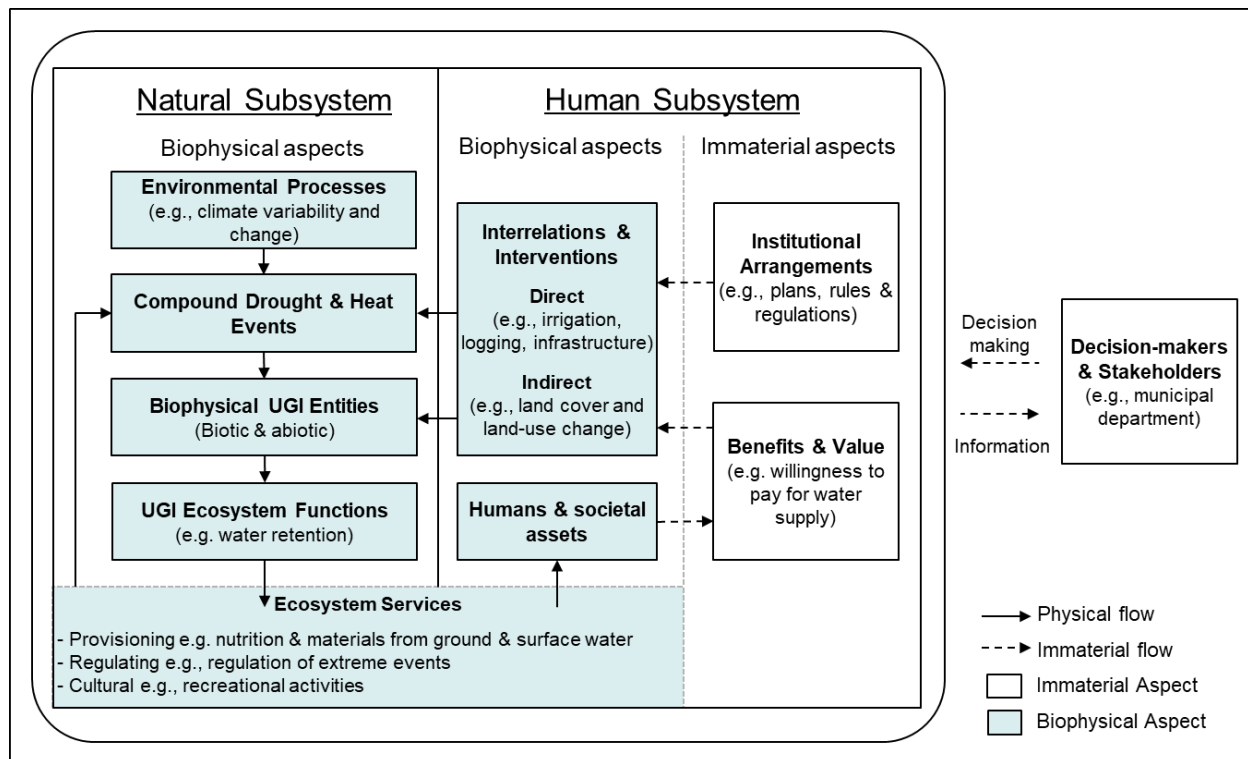 Natural Subsystem
Human Subsystem
Biophysical aspects
Biophysical aspects
Immaterial aspects
Environmental Processes
(e.g., climate variability and
change)
Compound Drought & Heat
Events
Biophysical UGI Entities
(Biotic & abiotic)
UGI Ecosystem Functions
(e.g. water retention)
Interrelations &
Interventions
Direct
(e.g., irrigation,
logging, infrastructure)
Indirect
(e.g., land cover and
land-use change)
Humans & societal
assets
Institutional
Arrangements
(e.g., plans, rules &
regulations)
Benefits & Value
(e.g. willingness to
pay for water
supply)
Ecosystem Services
- Provisioning e.g. nutrition & materials from ground & surface water
- Regulating e.g., regulation of extreme events
- Cultural e.g., recreational activities
Decision
making
Information
Decision-makers
& Stakeholders
(e.g., municipal
department)
Physical flow
Immaterial flow
Immaterial Aspect
Biophysical Aspect